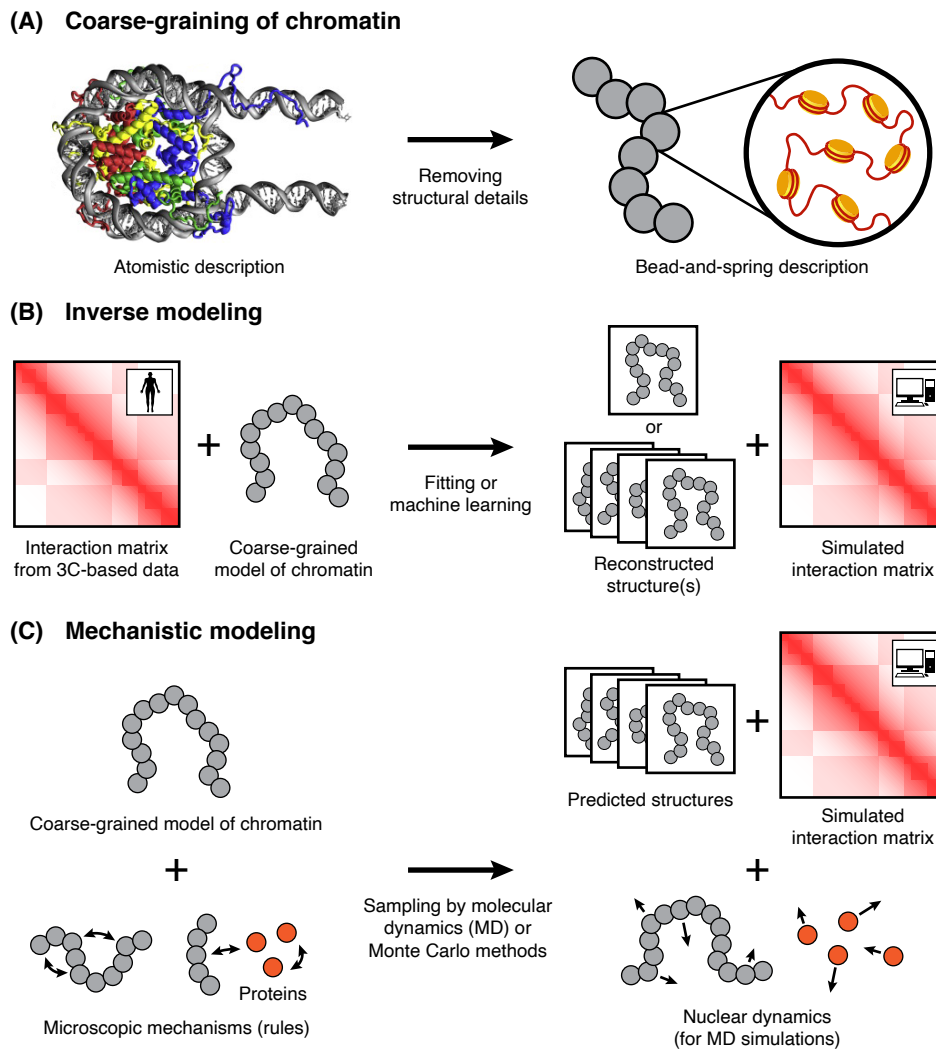 (A) Coarse-graining of chromatin
Removing
structural details
Atomistic description
Bead-and-spring description
(B) Inverse modeling
or
Fitting or
machine learning
Interaction matrix
from 3C-based data
Coarse-grained
model of chromatin
Reconstructed
structure(s)
Simulated
interaction matrix
(C) Mechanistic modeling
Coarse-grained model of chromatin
Predicted structures
Simulated
interaction matrix
Sampling by molecular
dynamics (MD) or
Monte Carlo methods
Proteins
Microscopic mechanisms (rules)
Nuclear dynamics
(for MD simulations)